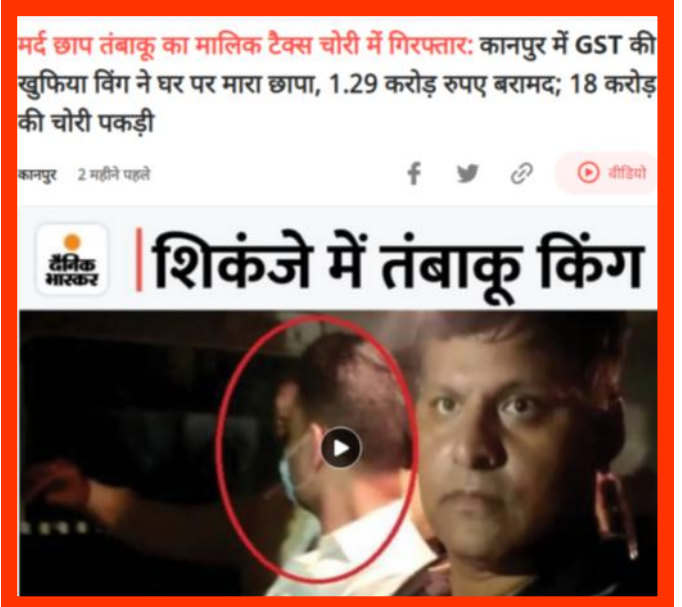 मर्द छाप तंबाकू का मालिक टैक्स चोरी में गिरफ्तार: कानपुर में GST की
खुफिया विंग ने घर पर मारा छापा, 1.29 करोड़ रुपए बरामद; 18 करोड़
की चोरी पकड़ी
कानपुर 2 महीने पहले
वीडियो
दैनिक
भास्कर
शिकंजे में तंबाकू किंग